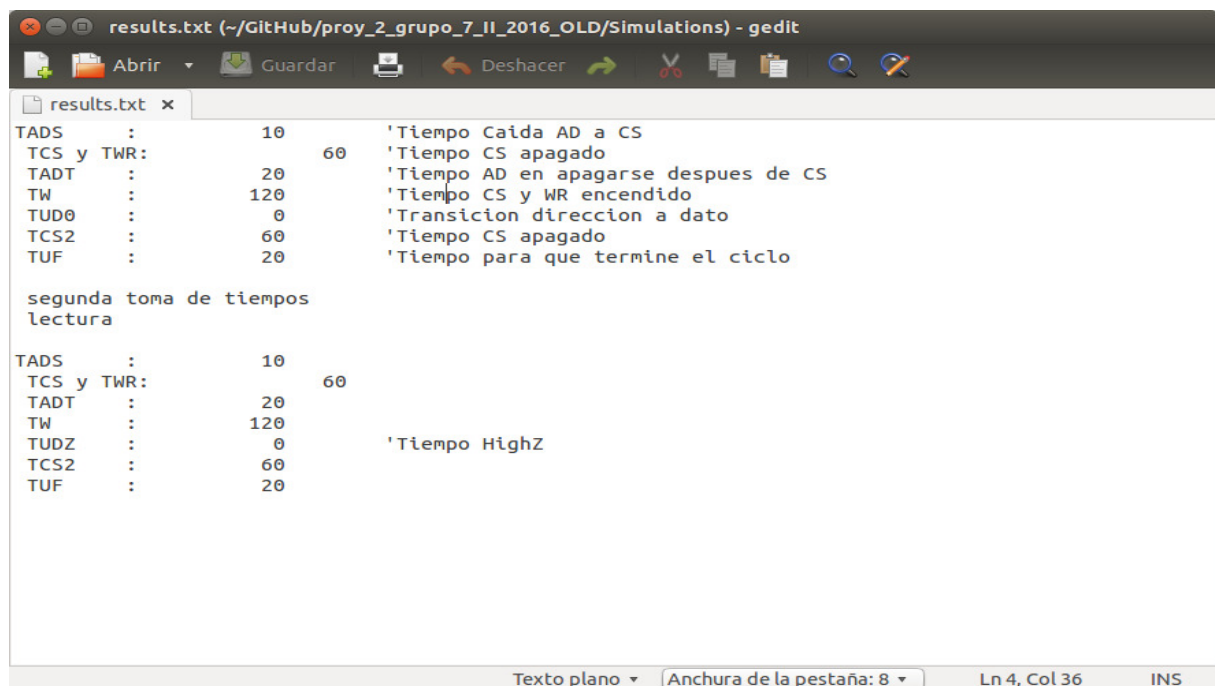 results.txt (~/GitHub/proy_2_grupo_7_II_2016_OLD/Simulations) - gedit
Abrir Guardar Deshacer
results.txt ×
TADS : 10 'Tiempo Caida AD a CS
TCS y TWR: 60 'Tiempo CS apagado
TADT : 20 'Tiempo AD en apagarse despues de CS
TW : 120 'Tiempo CS y WR encendido
TUD0 : 0 'Transicion direccion a dato
TCS2 : 60 'Tiempo CS apagado
TUF : 20 'Tiempo para que termine el ciclo
segunda toma de tiempos
lectura
TADS : 10
TCS y TWR: 60
TADT : 20
TW : 120
TUDZ : 0 'Tiempo HighZ
TCS2 : 60
TUF : 20
Texto plano Anchura de la pestaña: 8 Ln 4, Col 36 INS